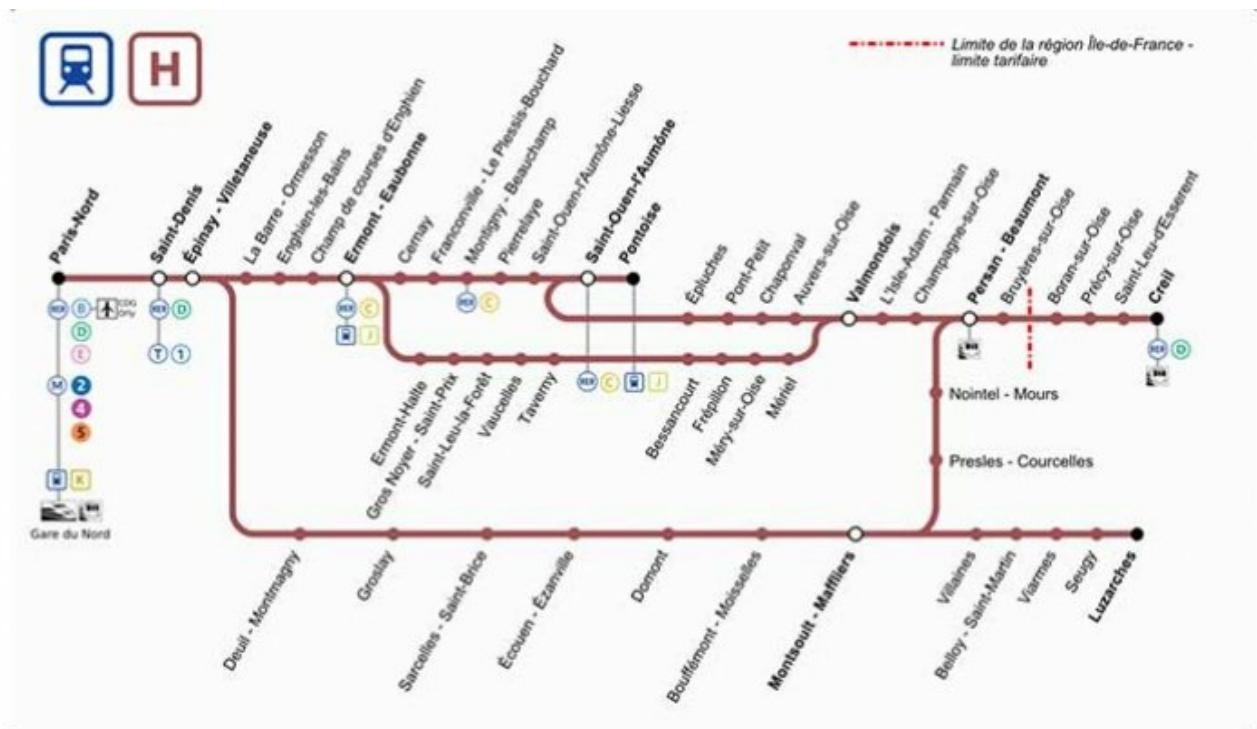 H
Limite de la région Île-de-France -
limite tarifaire
Paris-Nord
Saint-Denis
Épinay - Villetaneuse
La Barre - Ormesson
Enghien-les-Bains
Champ de courses d'Enghien
Ermont - Eaubonne
Cernay
Franconville - Le Plessis-Bouchard
Montigny - Beauchamp
Pierrelaye
Saint-Ouen-l'Aumône-Liesse
Saint-Ouen-l'Aumône
Pontoise
Épluches
Pont-Petit
Chaponval
Auvers-sur-Oise
Valmondois
L'Isle-Adam - Parmain
Champagne-sur-Oise
Persan - Beaumont
Bruyères-sur-Oise
Boran-sur-Oise
Précy-sur-Oise
Saint-Leu-d'Esserent
Creil
RER B
CDG
D
E
M 2
4
5
K
Gare du Nord
RER D
T 1
RER C
J
RER C
RER C
J
RER D
Ermont-Halte
Gros Noyer - Saint-Prix
Saint-Leu-la-Forêt
Vaucelles
Taverny
Bessancourt
Frépillon
Méry-sur-Oise
Mériel
Nointel - Mours
Presles - Courcelles
Deuil - Montmagny
Groslay
Sarcelles - Saint-Brice
Écouen - Ézanville
Domont
Bouffémont - Moisselles
Montsoult - Maffliers
Villaines
Belloy - Saint-Martin
Viarmes
Seugy
Luzarches